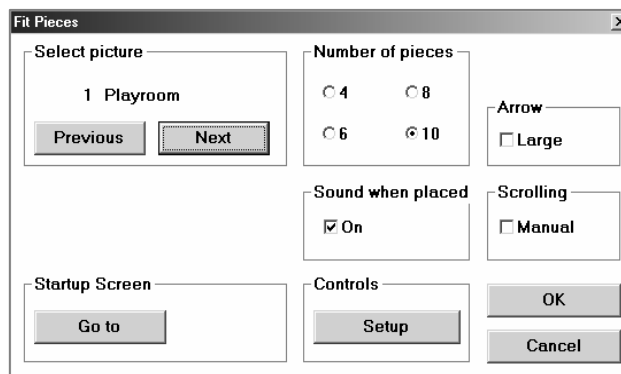 Fit Pieces
Select picture
1 Playroom
Previous
Next
Number of pieces
4
8
6
10
Arrow
Large
Sound when placed
On
Scrolling
Manual
Startup Screen
Go to
Controls
Setup
OK
Cancel